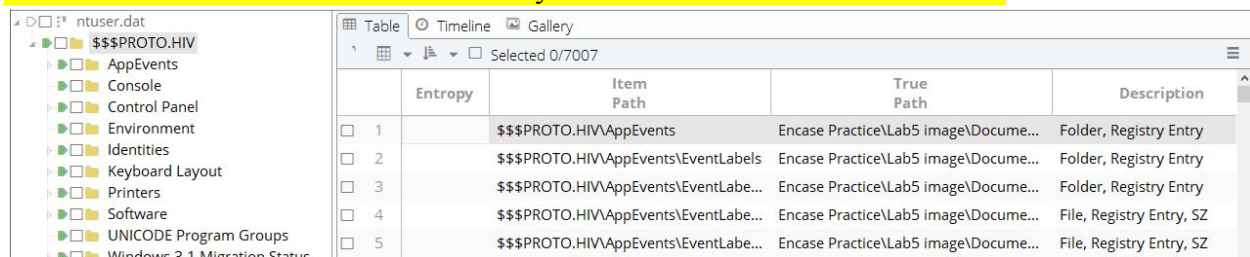 ntuser.dat
$$$PROTO.HIV
AppEvents
Console
Control Panel
Environment
Identities
Keyboard Layout
Printers
Software
UNICODE Program Groups
Windows 3.1 Migration Status
Table Timeline Gallery
Selected 0/7007
Entropy Item Path True Path Description
1 $$$PROTO.HIV\AppEvents Encase Practice\Lab5 image\Docume... Folder, Registry Entry
2 $$$PROTO.HIV\AppEvents\EventLabels Encase Practice\Lab5 image\Docume... Folder, Registry Entry
3 $$$PROTO.HIV\AppEvents\EventLabe... Encase Practice\Lab5 image\Docume... Folder, Registry Entry
4 $$$PROTO.HIV\AppEvents\EventLabe... Encase Practice\Lab5 image\Docume... File, Registry Entry, SZ
5 $$$PROTO.HIV\AppEvents\EventLabe... Encase Practice\Lab5 image\Docume... File, Registry Entry, SZ